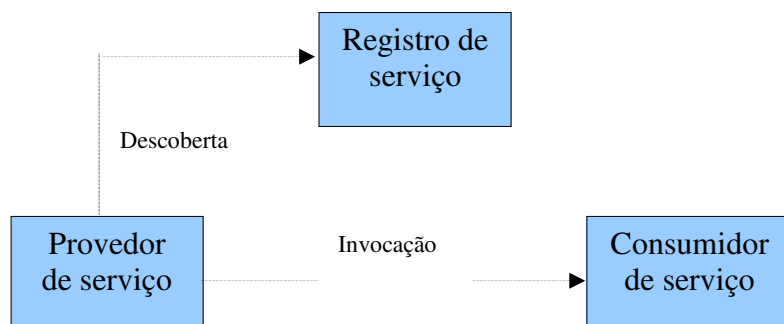 Registro de
serviço
Descoberta
Provedor
de serviço
Invocação
Consumidor
de serviço